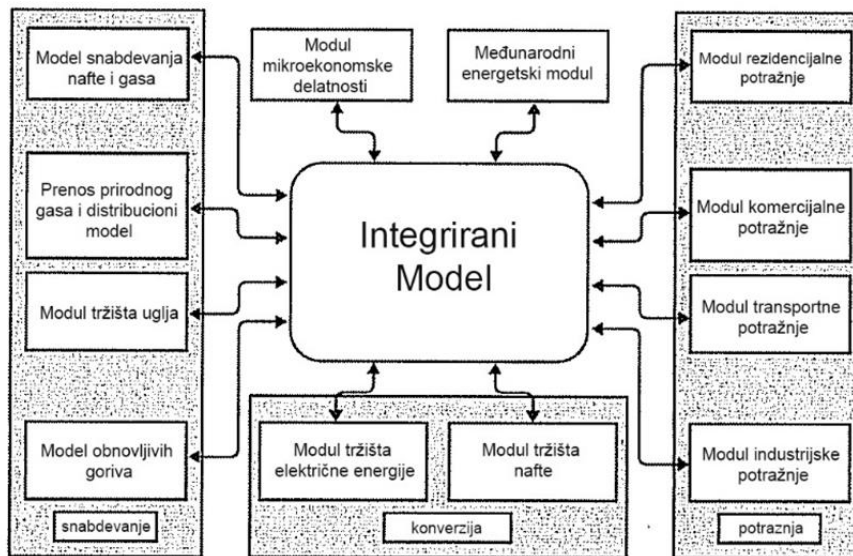 Model snabdevanja
nafte i gasa
Prenos prirodnog
gasa i distribucioni
model
Modul tržišta uglja
Model obnovljivih
goriva
snabdevanje
Modul
mikroekonomske
delatnosti
Međunarodni
energetski modul
Integrirani
Model
Modul tržišta
električne energije
Modul tržišta
nafte
konverzija
Modul rezidencijalne
potražnje
Modul komercijalne
potražnje
Modul transportne
potražnje
Modul industrijske
potražnje
potraznja